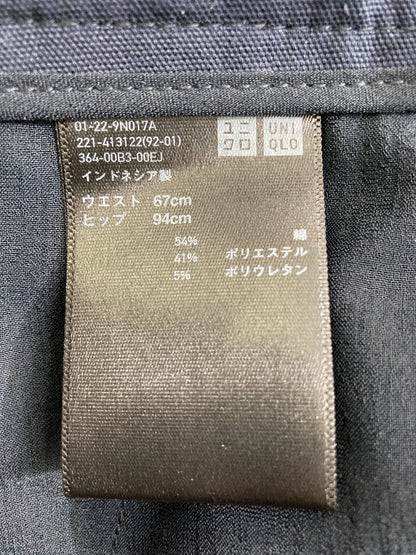 01-22-9N017A
221-413122(92-01)
364-00B3-00EJ
インドネシア製
ユニクロ
UNIQLO
ウエスト 67cm
ヒップ 94cm
54% 綿
41% ポリエステル
5% ポリウレタン